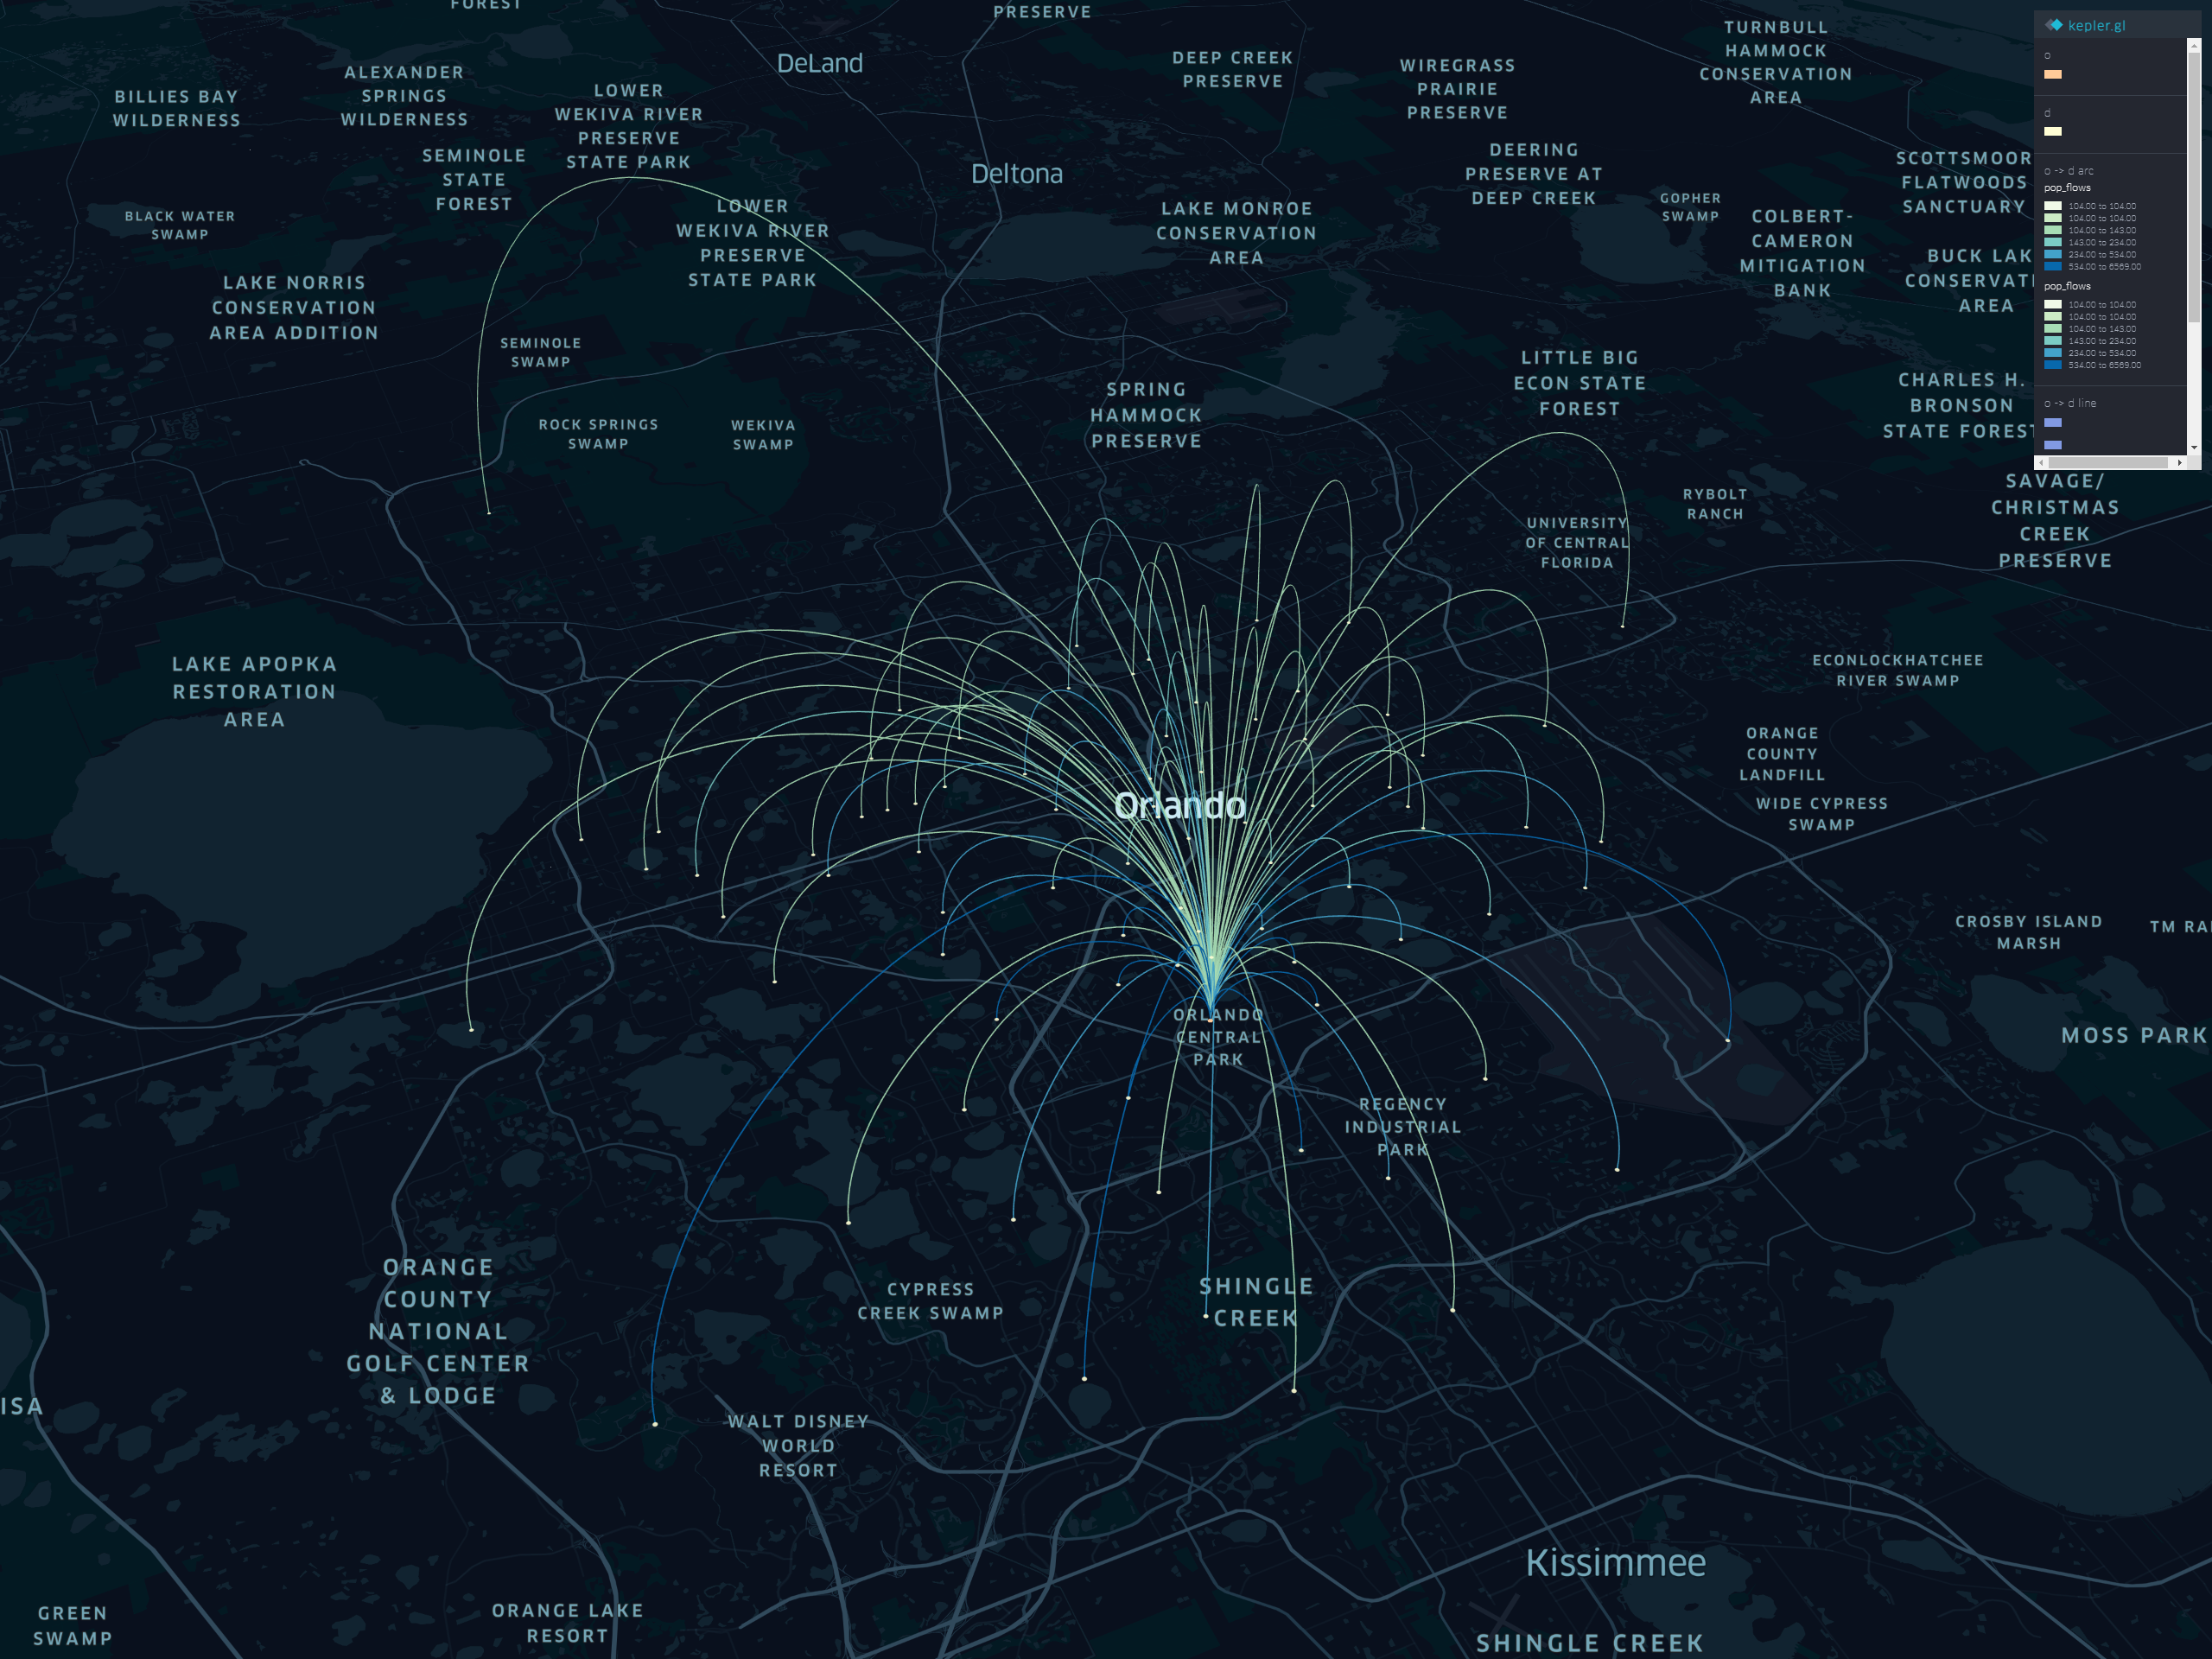 FOREST
PRESERVE
DeLand
TURNBULL
HAMMOCK
CONSERVATION
AREA
DEEP CREEK
PRESERVE
WIREGRASS
PRAIRIE
PRESERVE
ALEXANDER
SPRINGS
WILDERNESS
BILLIES BAY
WILDERNESS
LOWER
WEKIVA RIVER
PRESERVE
STATE PARK
SEMINOLE
STATE
FOREST
Deltona
DEERING
PRESERVE AT
DEEP CREEK
SCOTTSMOOR
FLATWOODS
SANCTUARY
BLACK WATER
SWAMP
LOWER
WEKIVA RIVER
PRESERVE
STATE PARK
LAKE MONROE
CONSERVATION
AREA
GOPHER
SWAMP
COLBERT-
CAMERON
MITIGATION
BANK
BUCK LAK
CONSERVATI
AREA
LAKE NORRIS
CONSERVATION
AREA ADDITION
SEMINOLE
SWAMP
LITTLE BIG
ECON STATE
FOREST
SPRING
HAMMOCK
PRESERVE
CHARLES H.
BRONSON
STATE FOREST
ROCK SPRINGS
SWAMP
WEKIVA
SWAMP
SAVAGE/
CHRISTMAS
CREEK
PRESERVE
RYBOLT
RANCH
UNIVERSITY
OF CENTRAL
FLORIDA
LAKE APOPKA
RESTORATION
AREA
ECONLOCKHATCHEE
RIVER SWAMP
ORANGE
COUNTY
LANDFILL
WIDE CYPRESS
SWAMP
Orlando
CROSBY ISLAND
MARSH
TM RA
ORLANDO
CENTRAL
PARK
MOSS PARK
REGENCY
INDUSTRIAL
PARK
ORANGE
COUNTY
NATIONAL
GOLF CENTER
& LODGE
CYPRESS
CREEK SWAMP
SHINGLE
CREEK
ISA
WALT DISNEY
WORLD
RESORT
Kissimmee
GREEN
SWAMP
ORANGE LAKE
RESORT
SHINGLE CREEK
kepler.gl
o
d
o -> d arc
pop_flows
104.00 to 104.00
104.00 to 104.00
104.00 to 143.00
143.00 to 234.00
234.00 to 534.00
534.00 to 6569.00
pop_flows
104.00 to 104.00
104.00 to 104.00
104.00 to 143.00
143.00 to 234.00
234.00 to 534.00
534.00 to 6569.00
o -> d line